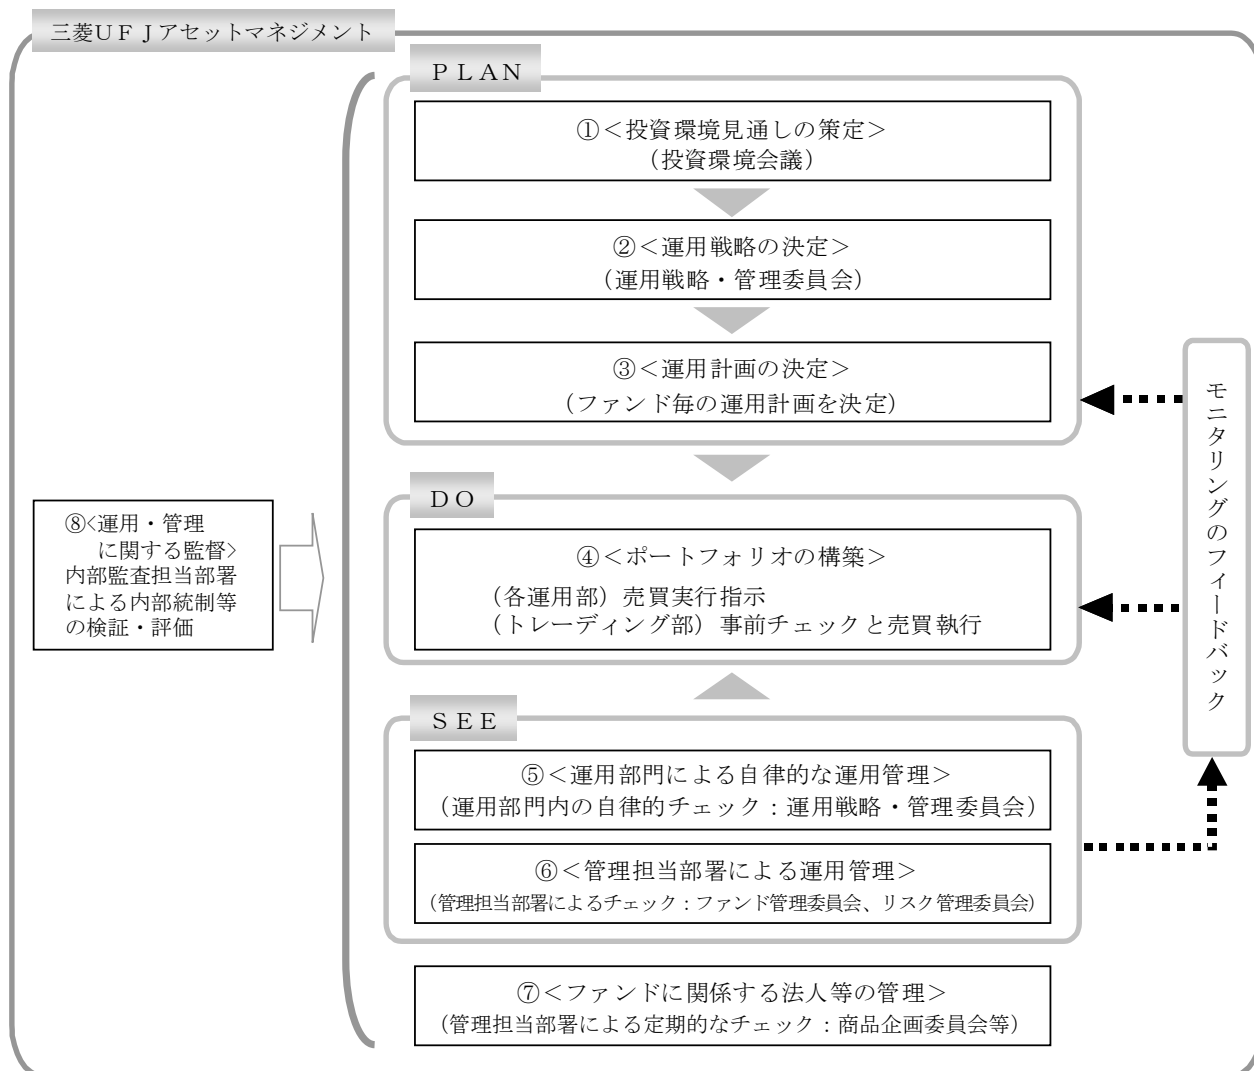 三菱ＵＦＪアセットマネジメント
ＰＬＡＮ
①＜投資環境見通しの策定＞
（投資環境会議）
②＜運用戦略の決定＞
（運用戦略・管理委員会）
③＜運用計画の決定＞
（ファンド毎の運用計画を決定）
ＤＯ
④＜ポートフォリオの構築＞
（各運用部）売買実行指示
（トレーディング部）事前チェックと売買執行
ＳＥＥ
⑤＜運用部門による自律的な運用管理＞
（運用部門内の自律的チェック：運用戦略・管理委員会）
⑥＜管理担当部署による運用管理＞
（管理担当部署によるチェック：ファンド管理委員会、リスク管理委員会）
⑦＜ファンドに関係する法人等の管理＞
（管理担当部署による定期的なチェック：商品企画委員会等）
⑧<運用・管理
に関する監督>
内部監査担当部署
による内部統制等
の検証・評価
モニタリングのフィードバック